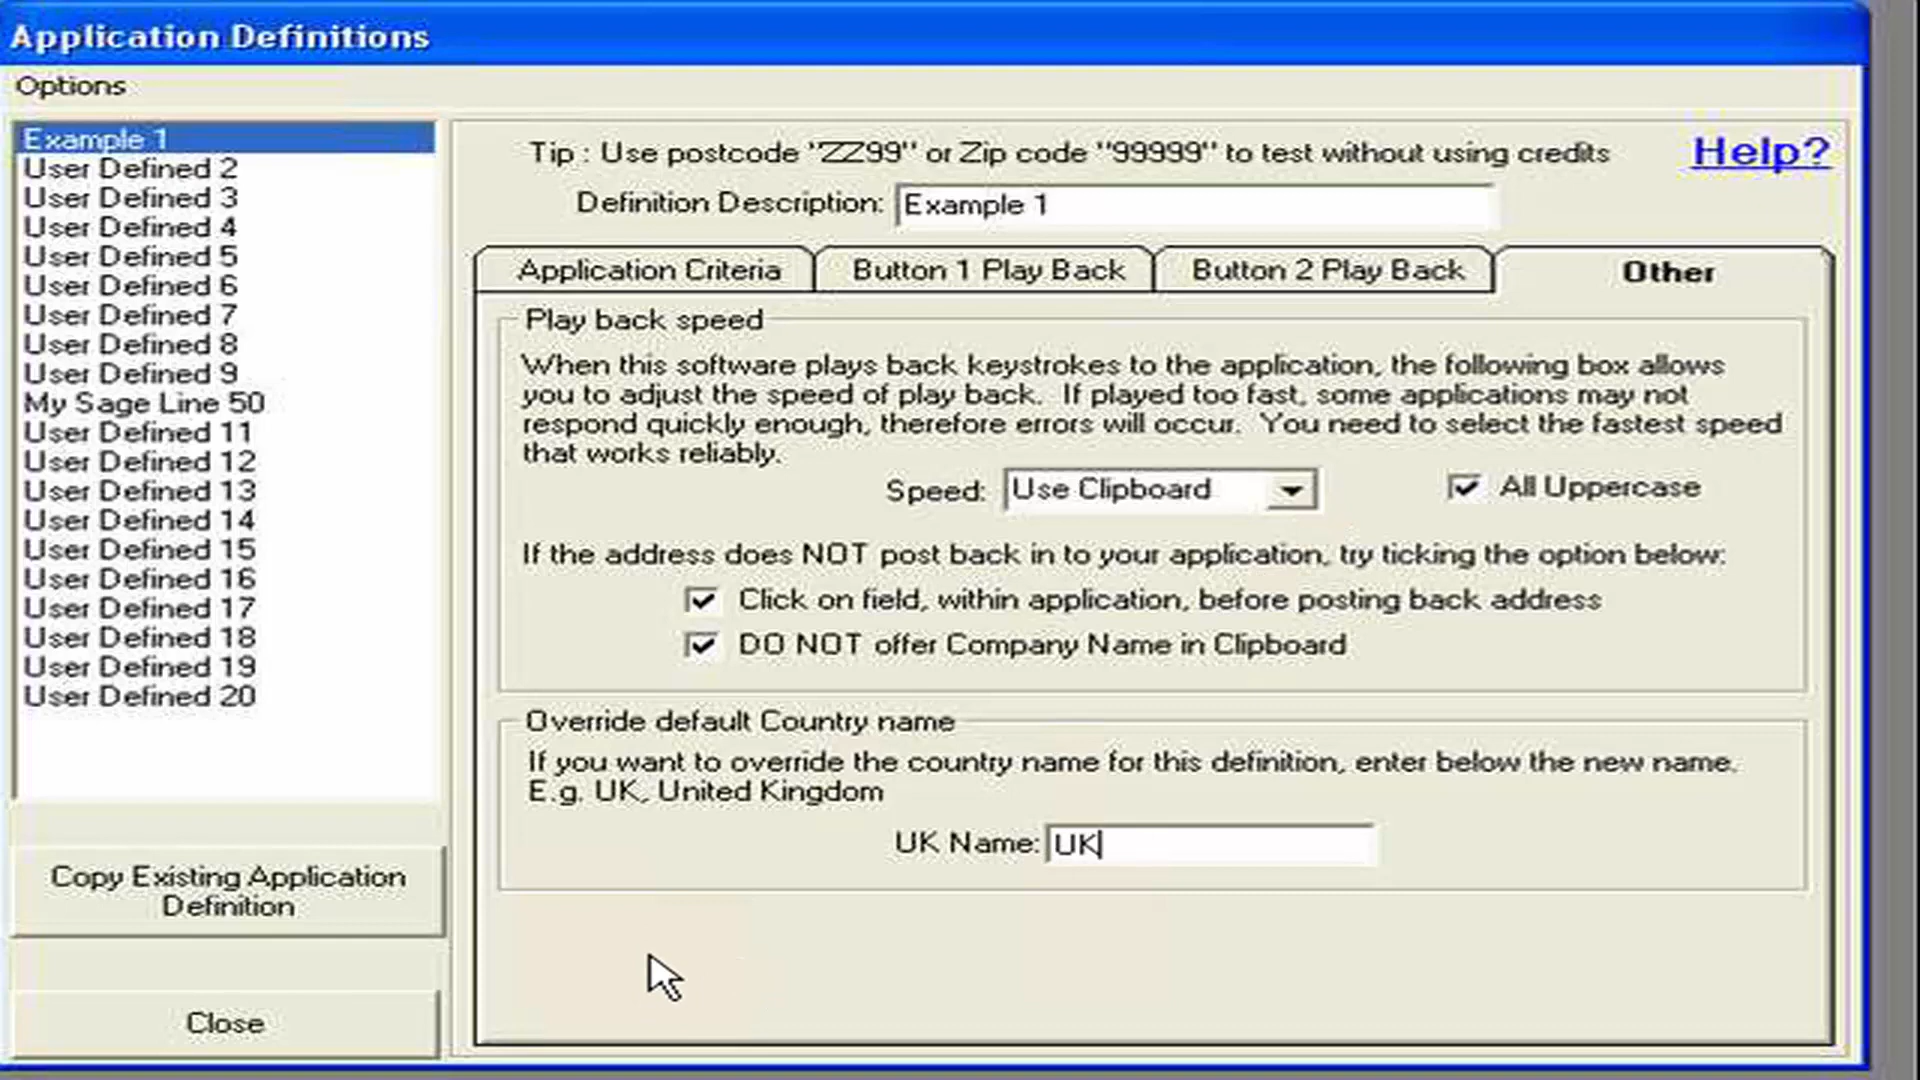 Application Definitions
Options
Example 1
User Defined 2
User Defined 3
User Defined 4
User Defined 5
User Defined 6
User Defined 7
User Defined 8
User Defined 9
My Sage Line 50
User Defined 11
User Defined 12
User Defined 13
User Defined 14
User Defined 15
User Defined 16
User Defined 17
User Defined 18
User Defined 19
User Defined 20
Copy Existing Application
Definition
Close
Tip : Use postcode "ZZ99" or Zip code "99999" to test without using credits
Help?
Definition Description: Example 1
Application Criteria
Button 1 Play Back
Button 2 Play Back
Other
Play back speed
When this software plays back keystrokes to the application, the following box allows
you to adjust the speed of play back. If played too fast, some applications may not
respond quickly enough, therefore errors will occur. You need to select the fastest speed
that works reliably.
Speed: Use Clipboard
All Uppercase
If the address does NOT post back in to your application, try ticking the option below:
Click on field, within application, before posting back address
DO NOT offer Company Name in Clipboard
Override default Country name
If you want to override the country name for this definition, enter below the new name.
E.g. UK, United Kingdom
UK Name: UK